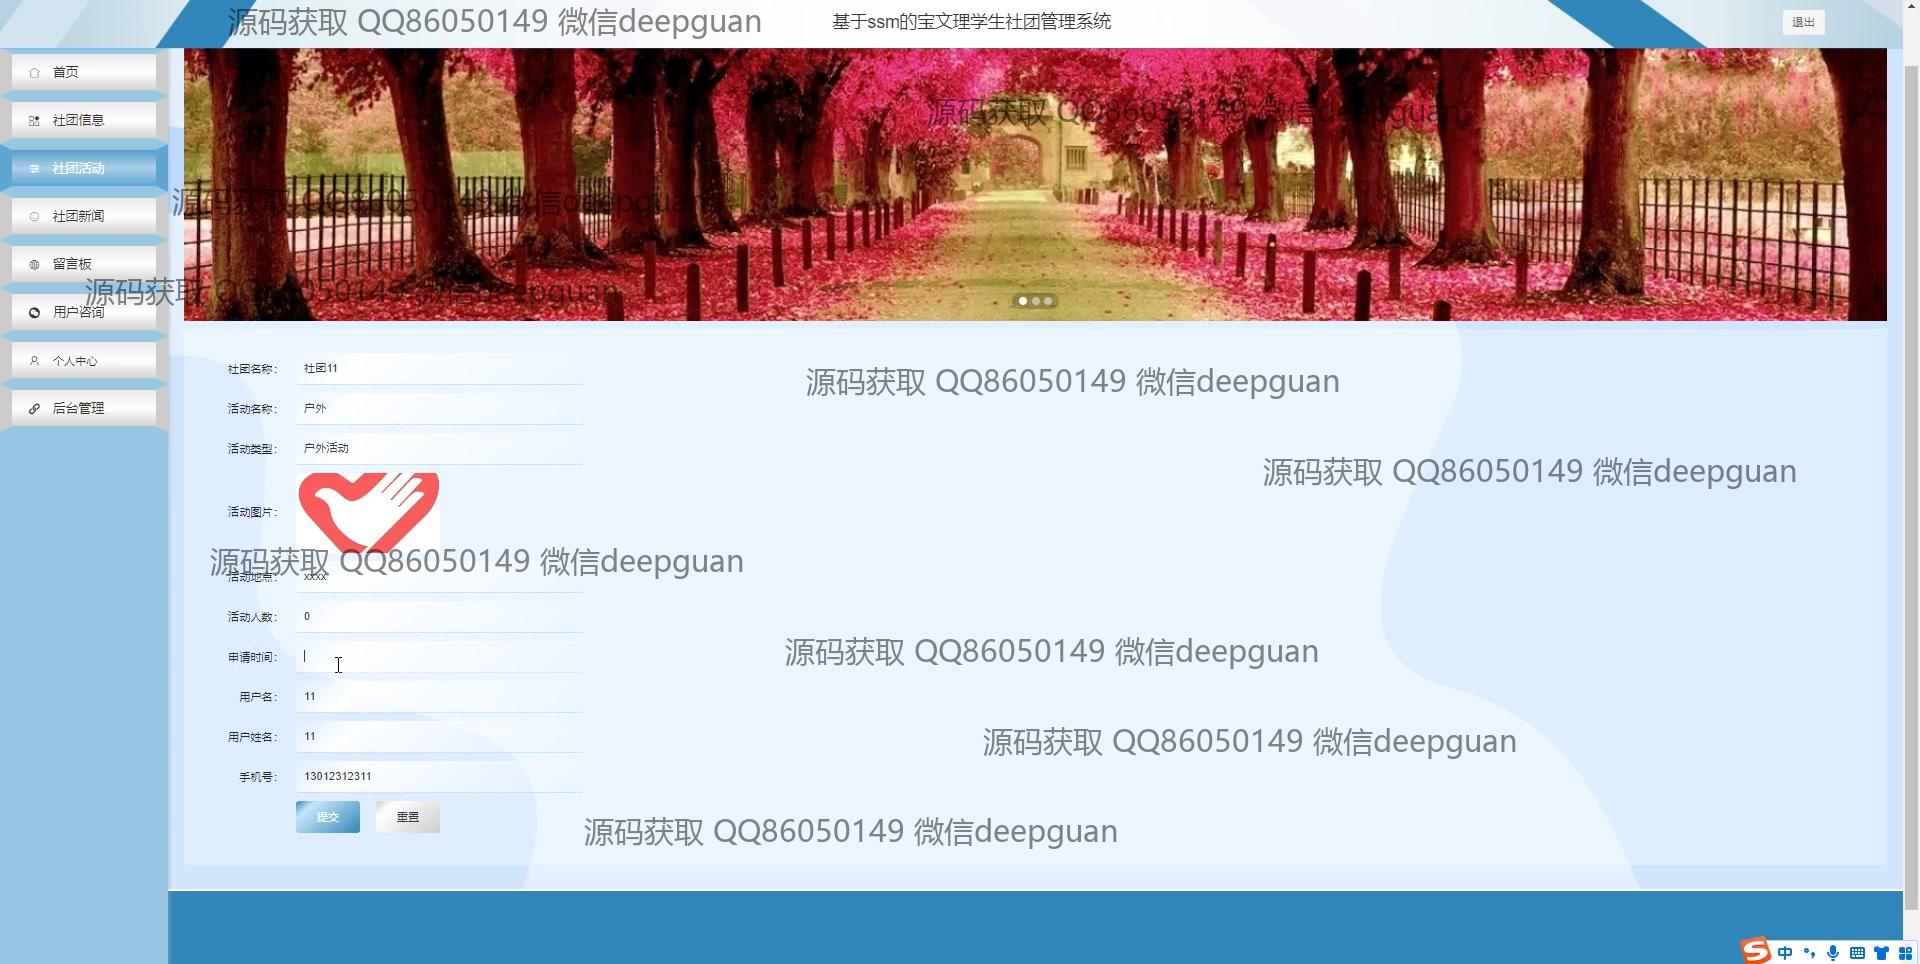 源码获取 QQ86050149 微信deepguan
基于ssm的宝文理学生社团管理系统
退出
首页
社团信息
社团活动
社团新闻
留言板
用户咨询
个人中心
后台管理
源码获取 QQ86050149 微信deepguan
源码获取 QQ86050149 微信deepguan
源码获取 QQ86050149 微信deepguan
社团名称： 社团11
源码获取 QQ86050149 微信deepguan
活动名称： 户外
活动类型： 户外活动
源码获取 QQ86050149 微信deepguan
活动图片：
源码获取 QQ86050149 微信deepguan
活动地点： xxxx
活动人数： 0
申请时间：
源码获取 QQ86050149 微信deepguan
用户名： 11
用户姓名： 11
源码获取 QQ86050149 微信deepguan
手机号： 13012312311
提交 重置
源码获取 QQ86050149 微信deepguan
S 中